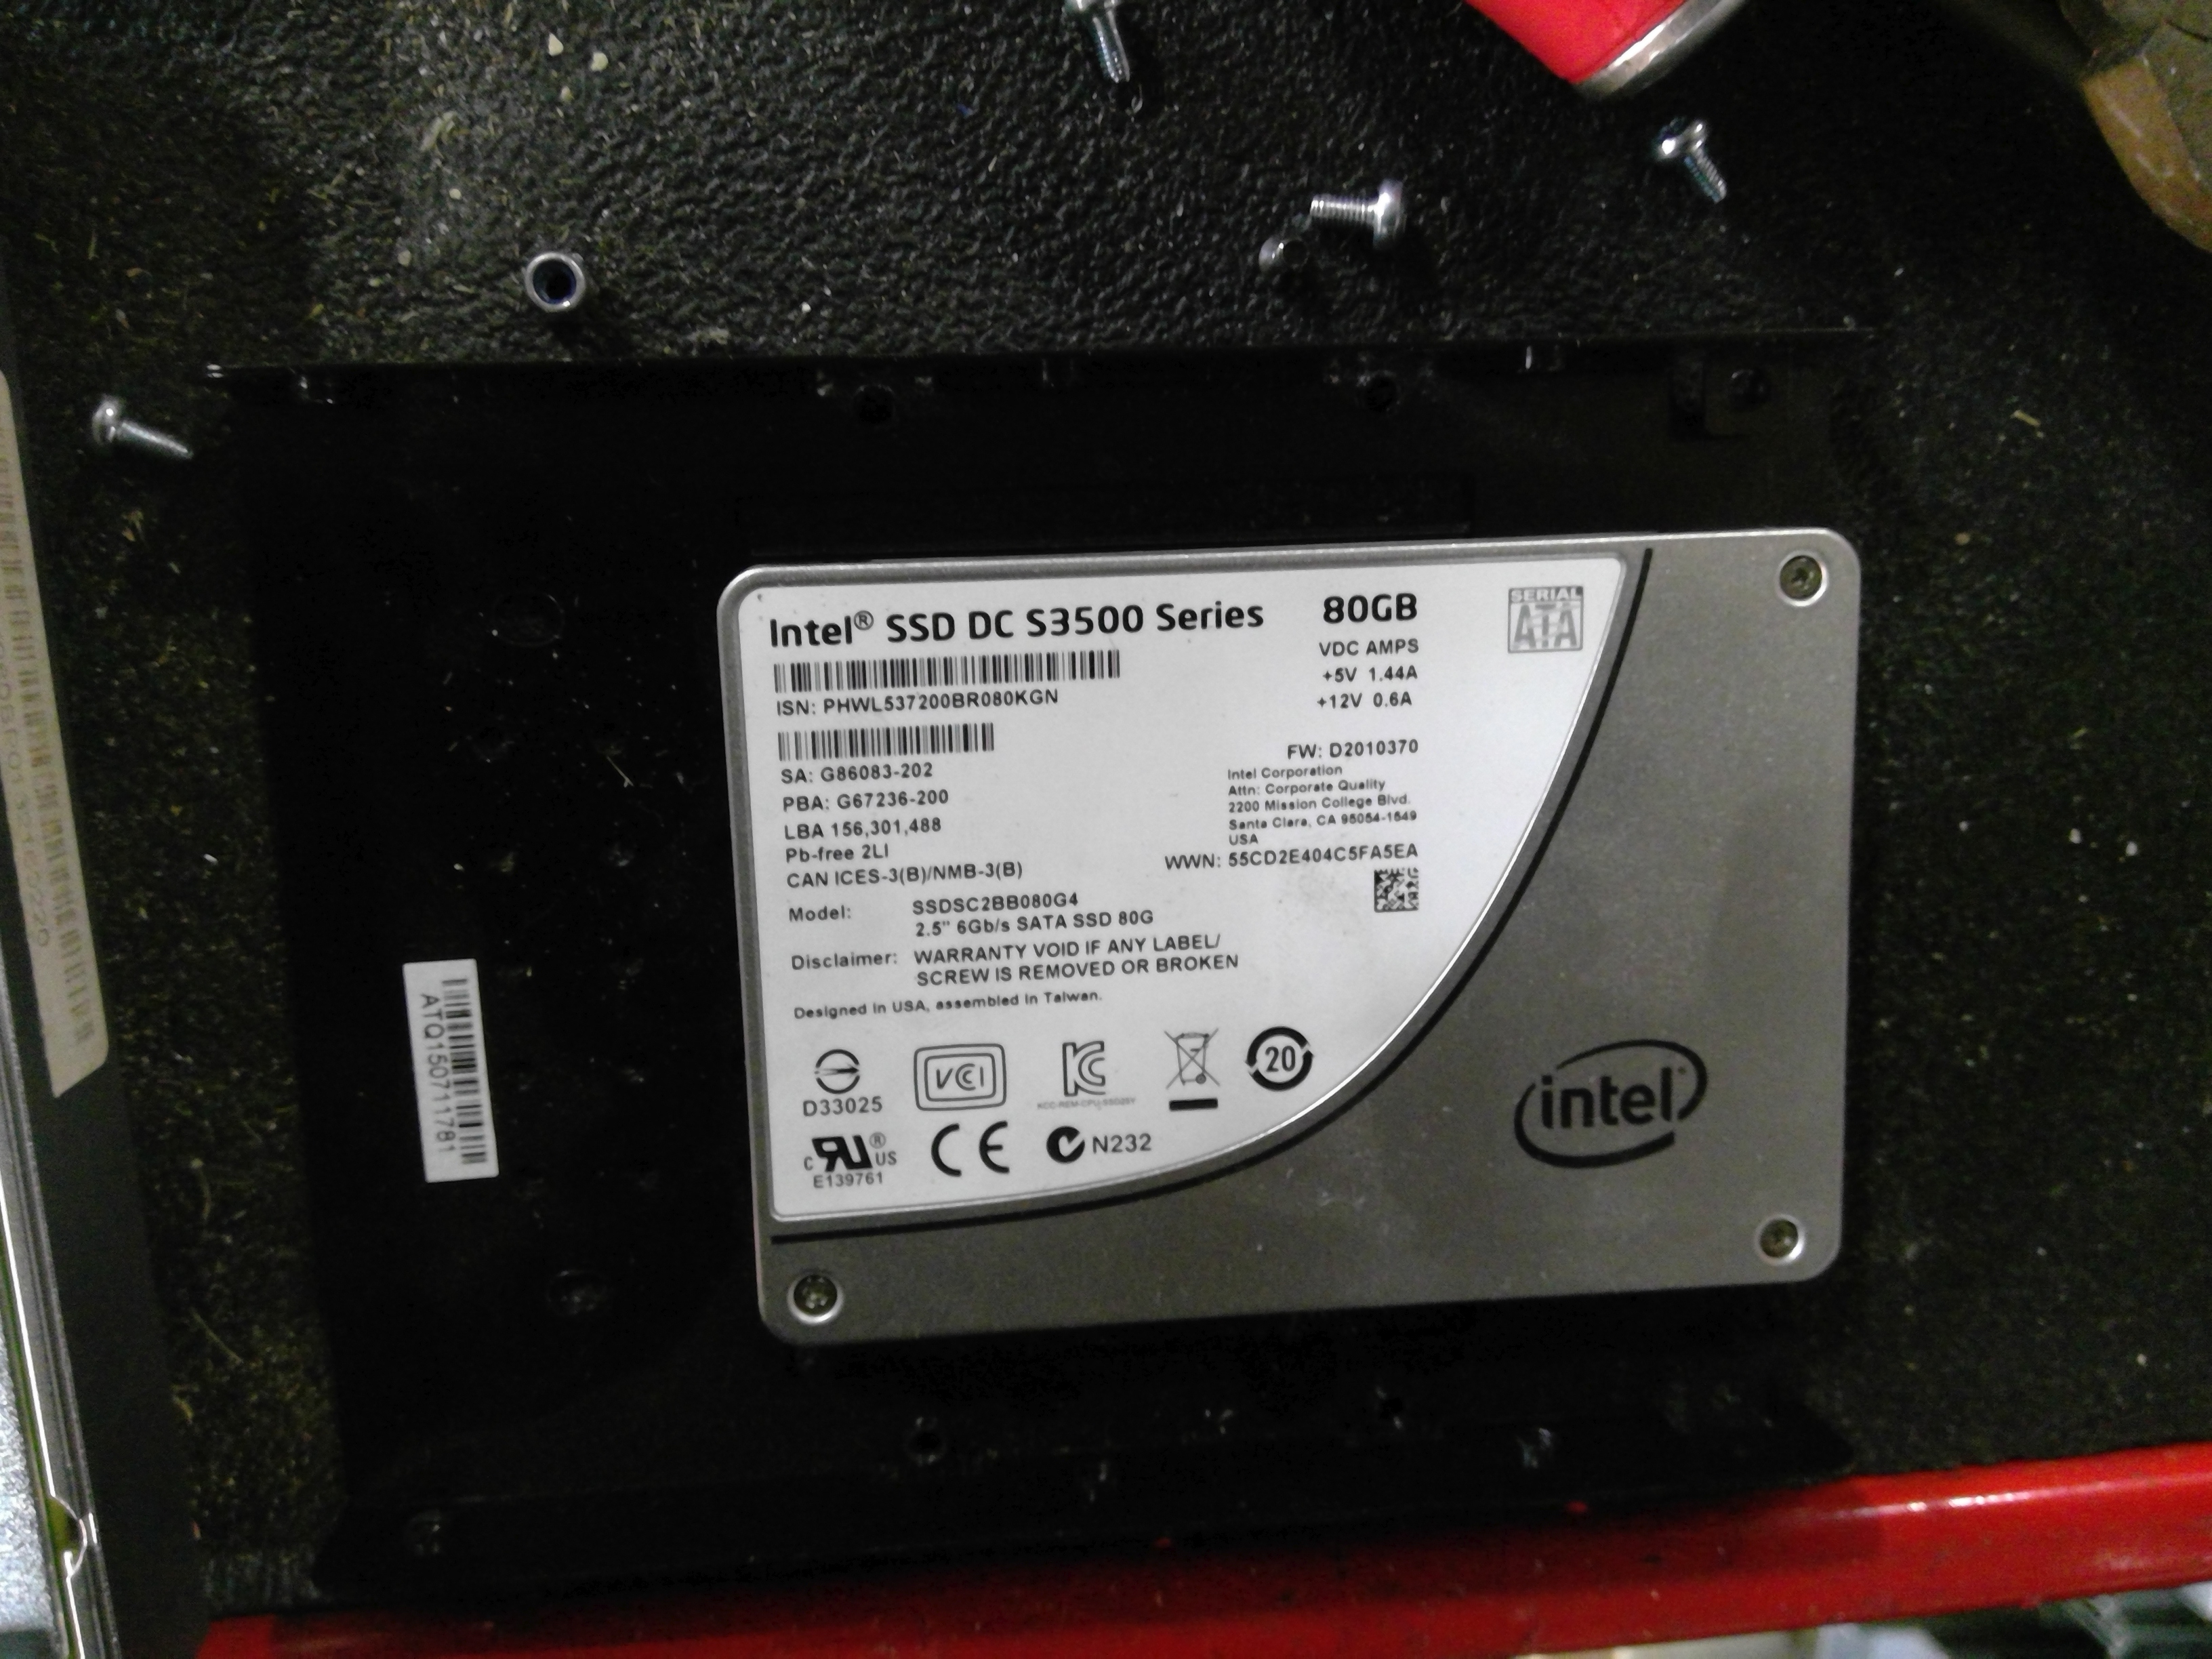 Intel® SSD DC S3500 Series
80GB
SERIAL
ATA
VDC AMPS
+5V 1.44A
+12V 0.6A
ISN: PHWL537200BR080KGN
FW: D2010370
SA: G86083-202
PBA: G67236-200
LBA 156,301,488
Pb-free 2LI
CAN ICES-3(B)/NMB-3(B)
Intel Corporation
Attn: Corporate Quality
2200 Mission College Blvd.
Santa Clara, CA 95054-1549
USA
WWN: 55CD2E404C5FA5EA
Model: SSDSC2BB080G4
2.5" 6Gb/s SATA SSD 80G
Disclaimer: WARRANTY VOID IF ANY LABEL/
SCREW IS REMOVED OR BROKEN
Designed in USA, assembled in Taiwan.
D33025
VCI
KC
20
c RU ® US
E139761
CE
N232
intel
ATQ150711781